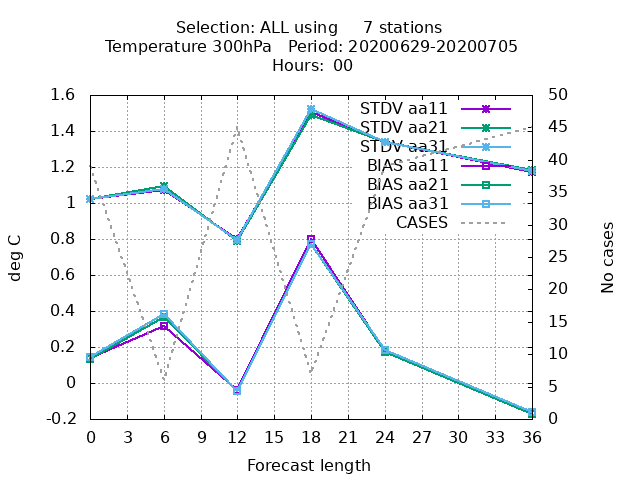 Selection: ALL using     7 stations
Temperature 300hPa   Period: 20200629-20200705
Hours:  00
STDV aa11
STDV aa21
STDV aa31
BIAS aa11
BIAS aa21
BIAS aa31
CASES
deg C
1.6
1.4
1.2
1
0.8
0.6
0.4
0.2
0
-0.2
No cases
50
45
40
35
30
25
20
15
10
5
0
0 3 6 9 12 15 18 21 24 27 30 33 36
Forecast length